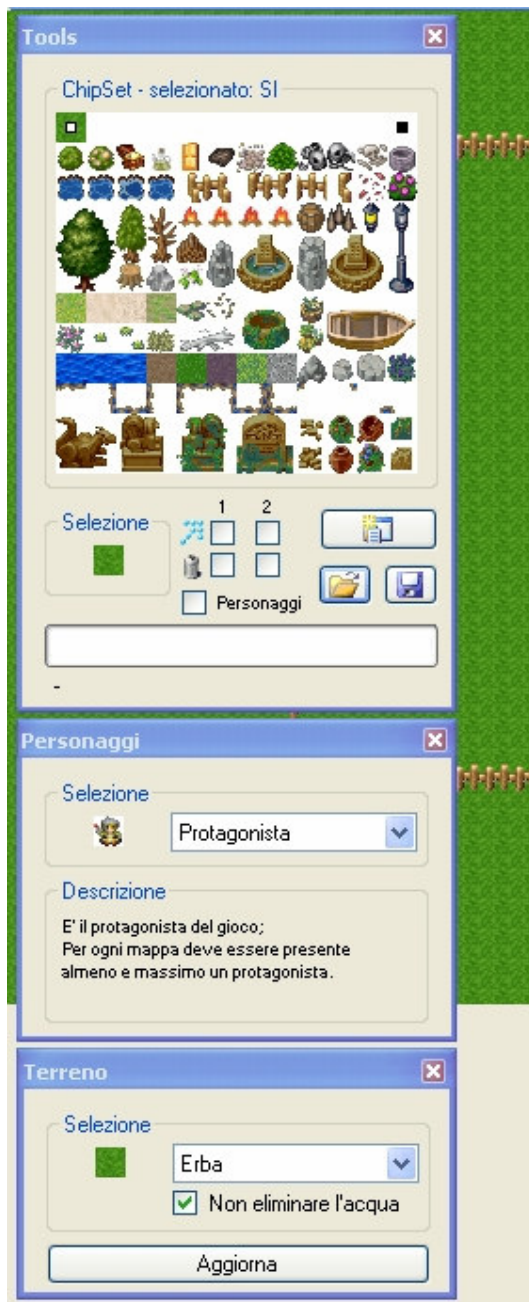 Tools
ChipSet - selezionato: SI
Selezione
1 2
Personaggi
-
Personaggi
Selezione
Protagonista
Descrizione
E' il protagonista del gioco;
Per ogni mappa deve essere presente
almeno e massimo un protagonista.
Terreno
Selezione
Erba
Non eliminare l'acqua
Aggiorna